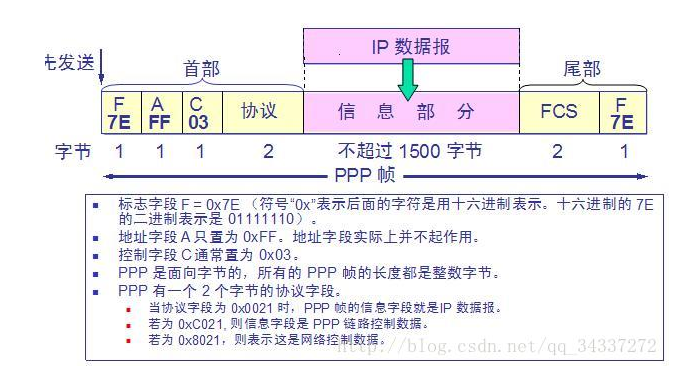 IP 数据报
先发送
首部
尾部
F A C
7E FF 03 协议 信 息 部 分 FCS F 7E
字节 1 1 1 2 不超过 1500 字节 2 1
PPP 帧
标志字段 F = 0x7E （符号“0x”表示后面的字符是用十六进制表示。十六进制的 7E
的二进制表示是 01111110）。
地址字段 A 只置为 0xFF。地址字段实际上并不起作用。
控制字段 C 通常置为 0x03。
PPP 是面向字节的，所有的 PPP 帧的长度都是整数字节。
PPP 有一个 2 个字节的协议字段。
当协议字段为 0x0021 时，PPP 帧的信息字段就是IP 数据报。
若为 0xC021, 则信息字段是 PPP 链路控制数据。
若为 0x8021，则表示这是网络控制数据。
http://blog.csdn.net/qq_34337272